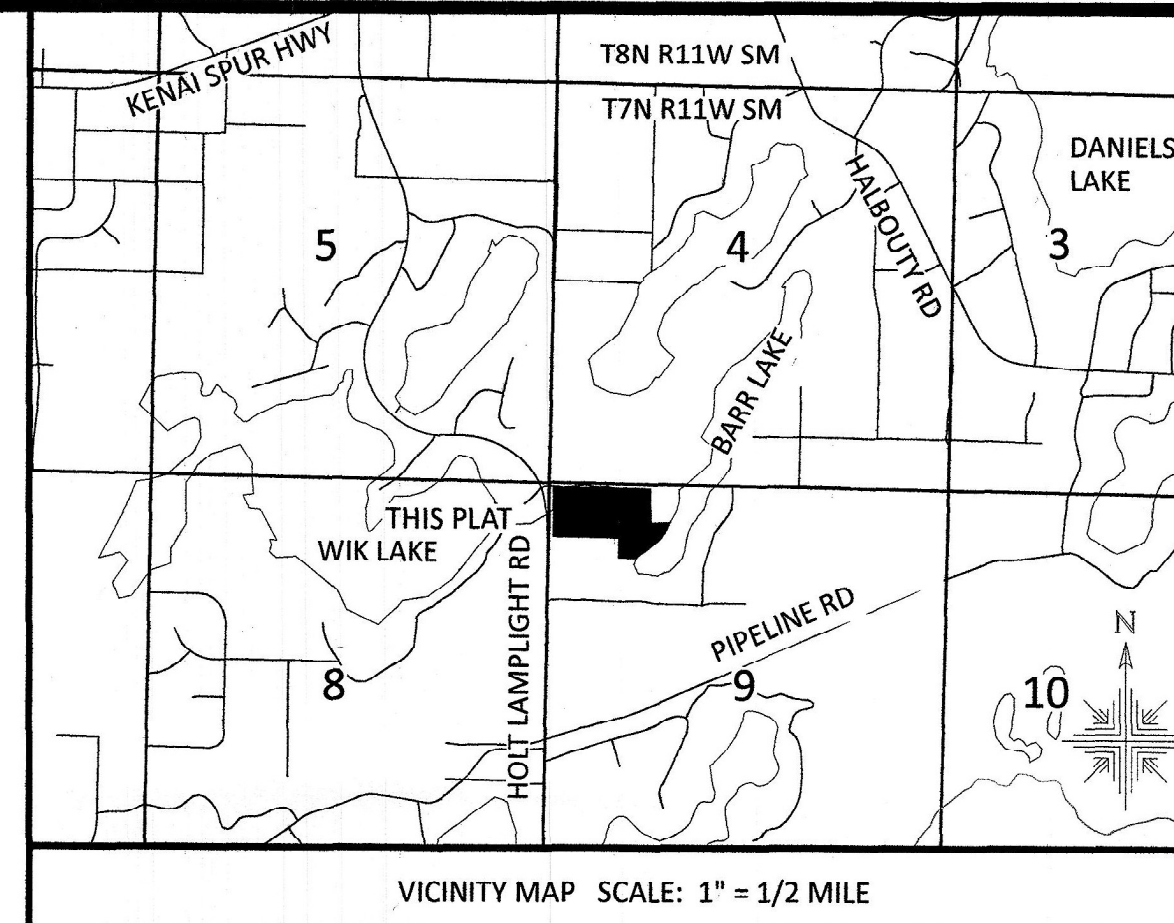 T8N R11W SM
KENAI SPUR HWY
T7N R11W SM
DANIELS
LAKE
HALBOUTY RD
5
4
3
BARR LAKE
THIS PLAT
WIK LAKE
HOLT LAMPLIGHT RD
PIPELINE RD
N
8
9
10
VICINITY MAP SCALE: 1" = 1/2 MILE